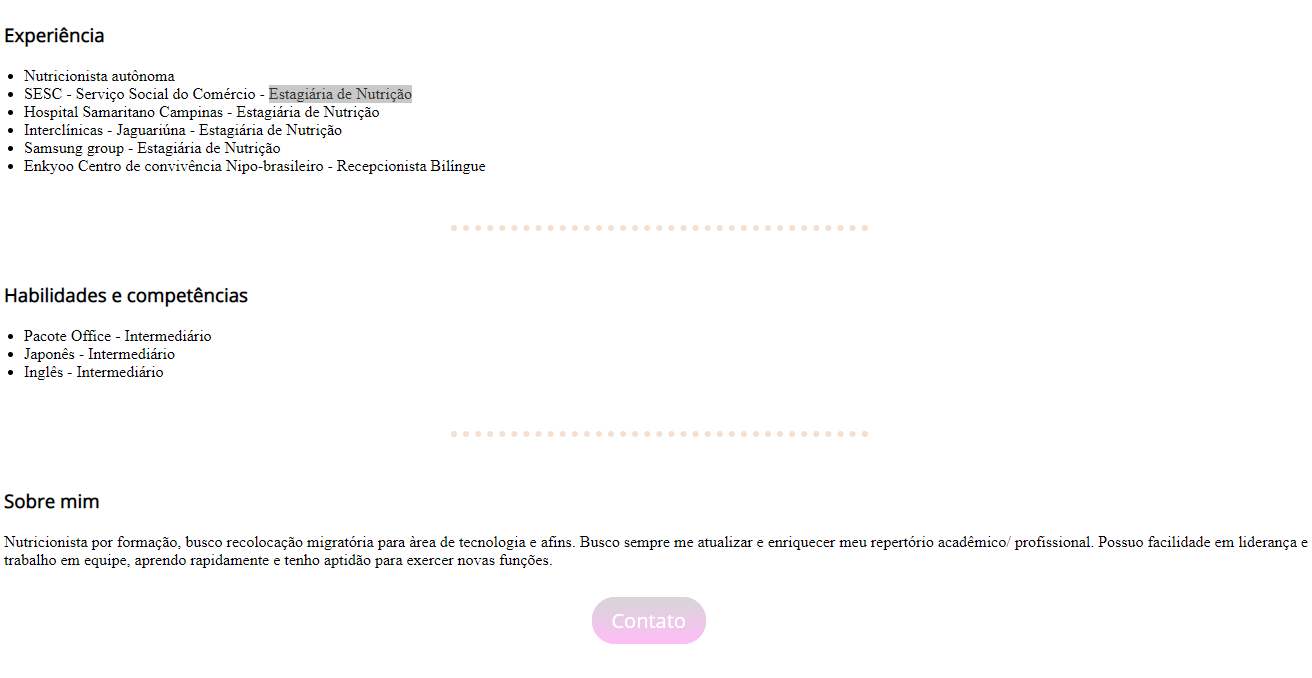 Experiência
Nutricionista autônoma
SESC - Serviço Social do Comércio - Estagiária de Nutrição
Hospital Samaritano Campinas - Estagiária de Nutrição
Interclínicas - Jaguariúna - Estagiária de Nutrição
Samsung group - Estagiária de Nutrição
Enkyoo Centro de convivência Nipo-brasileiro - Recepcionista Bilíngue
Habilidades e competências
Pacote Office - Intermediário
Japonês - Intermediário
Inglês - Intermediário
Sobre mim
Nutricionista por formação, busco recolocação migratória para àrea de tecnologia e afins. Busco sempre me atualizar e enriquecer meu repertório acadêmico/ profissional. Possuo facilidade em liderança e
trabalho em equipe, aprendo rapidamente e tenho aptidão para exercer novas funções.
Contato